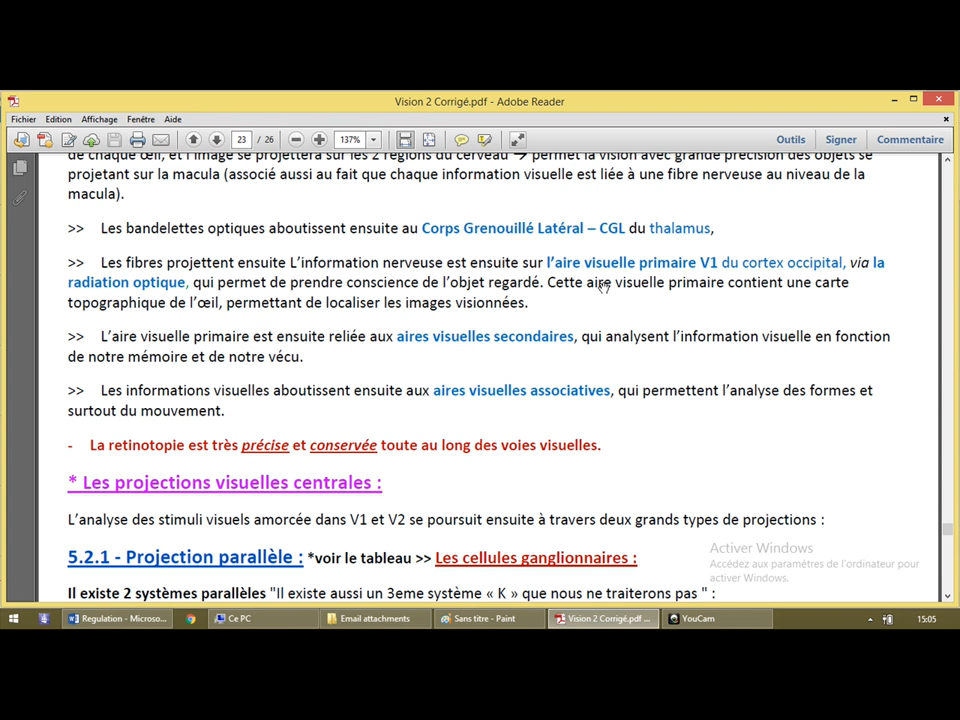 Vision 2 Corrigé.pdf - Adobe Reader
Fichier Edition Affichage Fenêtre Aide
23 / 26 137% Outils Signer Commentaire
de chaque œil, et l'image se projettera sur les 2 régions du cerveau → permet la vision avec grande précision des objets se
projetant sur la macula (associé aussi au fait que chaque information visuelle est liée à une fibre nerveuse au niveau de la
macula).
>> Les bandelettes optiques aboutissent ensuite au Corps Grenouillé Latéral – CGL du thalamus,
>> Les fibres projettent ensuite L'information nerveuse est ensuite sur l'aire visuelle primaire V1 du cortex occipital, via la
radiation optique, qui permet de prendre conscience de l'objet regardé. Cette aire visuelle primaire contient une carte
topographique de l'œil, permettant de localiser les images visionnées.
>> L'aire visuelle primaire est ensuite reliée aux aires visuelles secondaires, qui analysent l'information visuelle en fonction
de notre mémoire et de notre vécu.
>> Les informations visuelles aboutissent ensuite aux aires visuelles associatives, qui permettent l'analyse des formes et
surtout du mouvement.
- La retinotopie est très précise et conservée toute au long des voies visuelles.
* Les projections visuelles centrales :
L'analyse des stimuli visuels amorcée dans V1 et V2 se poursuit ensuite à travers deux grands types de projections :
5.2.1 - Projection parallèle : *voir le tableau >> Les cellules ganglionnaires :
Il existe 2 systèmes parallèles "Il existe aussi un 3eme système « K » que nous ne traiterons pas " :
Activer Windows
Accédez aux paramètres de l'ordinateur pour
activer Windows.
Regulation - Microso... Ce PC Email attachments Sans titre - Paint Vision 2 Corrigé.pdf ... YouCam 15:05